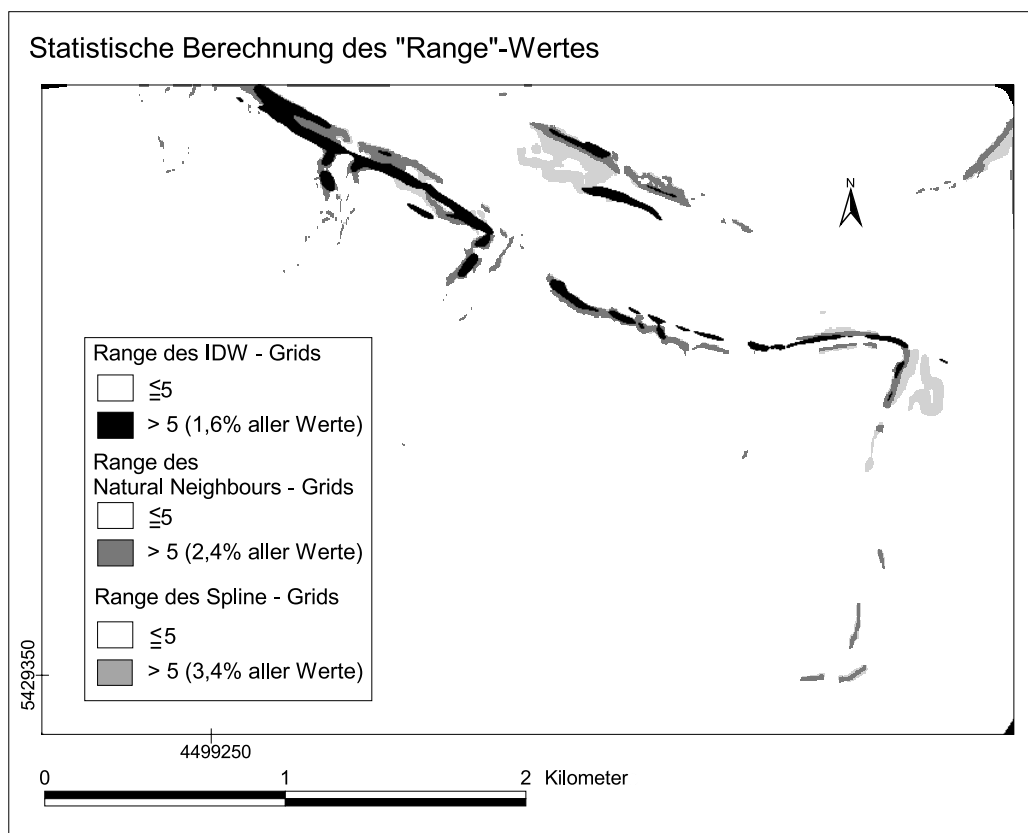 Statistische Berechnung des "Range"-Wertes
N
Range des IDW - Grids
≦5
> 5 (1,6% aller Werte)
Range des
Natural Neighbours - Grids
≦5
> 5 (2,4% aller Werte)
Range des Spline - Grids
≦5
> 5 (3,4% aller Werte)
5429350
4499250
0 1 2 Kilometer